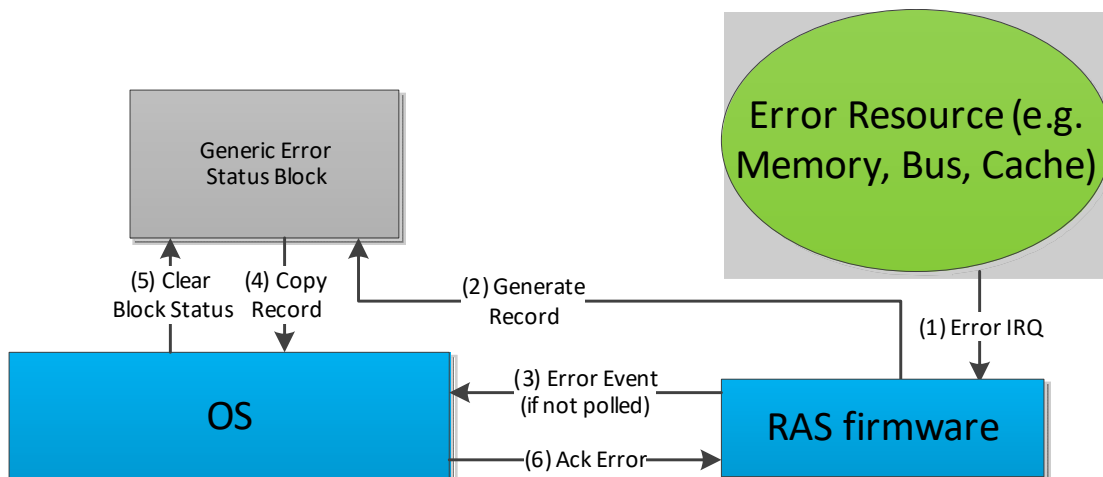 Error Resource (e.g.
Memory, Bus, Cache)
Generic Error
Status Block
(5) Clear
Block Status
(4) Copy
Record
(2) Generate
Record
(1) Error IRQ
(3) Error Event
(if not polled)
OS
RAS firmware
(6) Ack Error